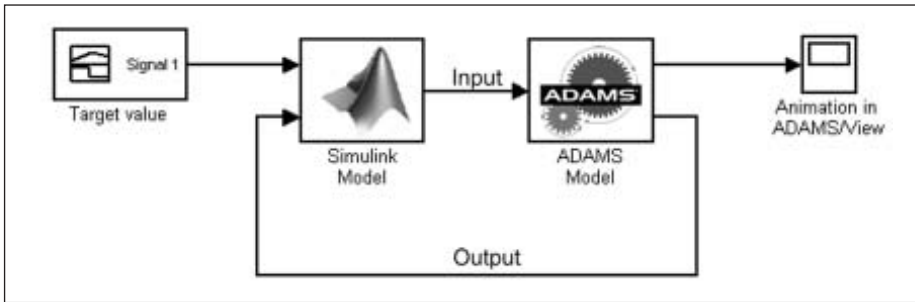 Signal 1
Target value
Simulink
Model
Input
ADAMS
ADAMS
Model
Animation in
ADAMS/View
Output